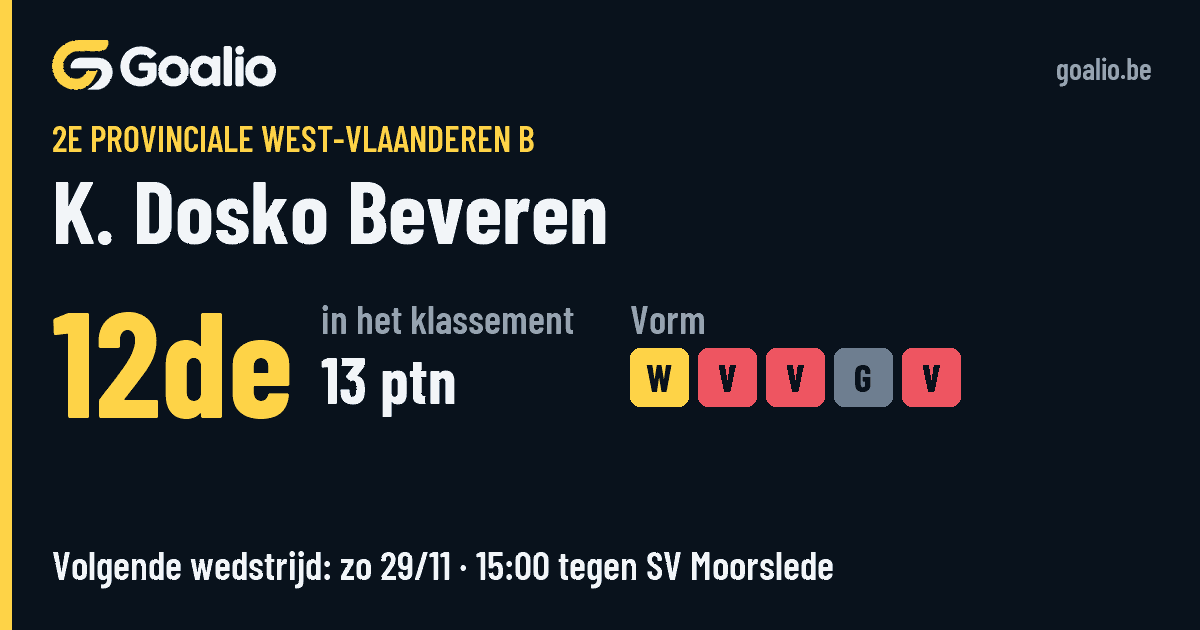 Goalio
goalio.be
2E PROVINCIALE WEST-VLAANDEREN B
K. Dosko Beveren
12de
in het klassement
13 ptn
Vorm
W V V G V
Volgende wedstrijd: zo 29/11 · 15:00 tegen SV Moorslede